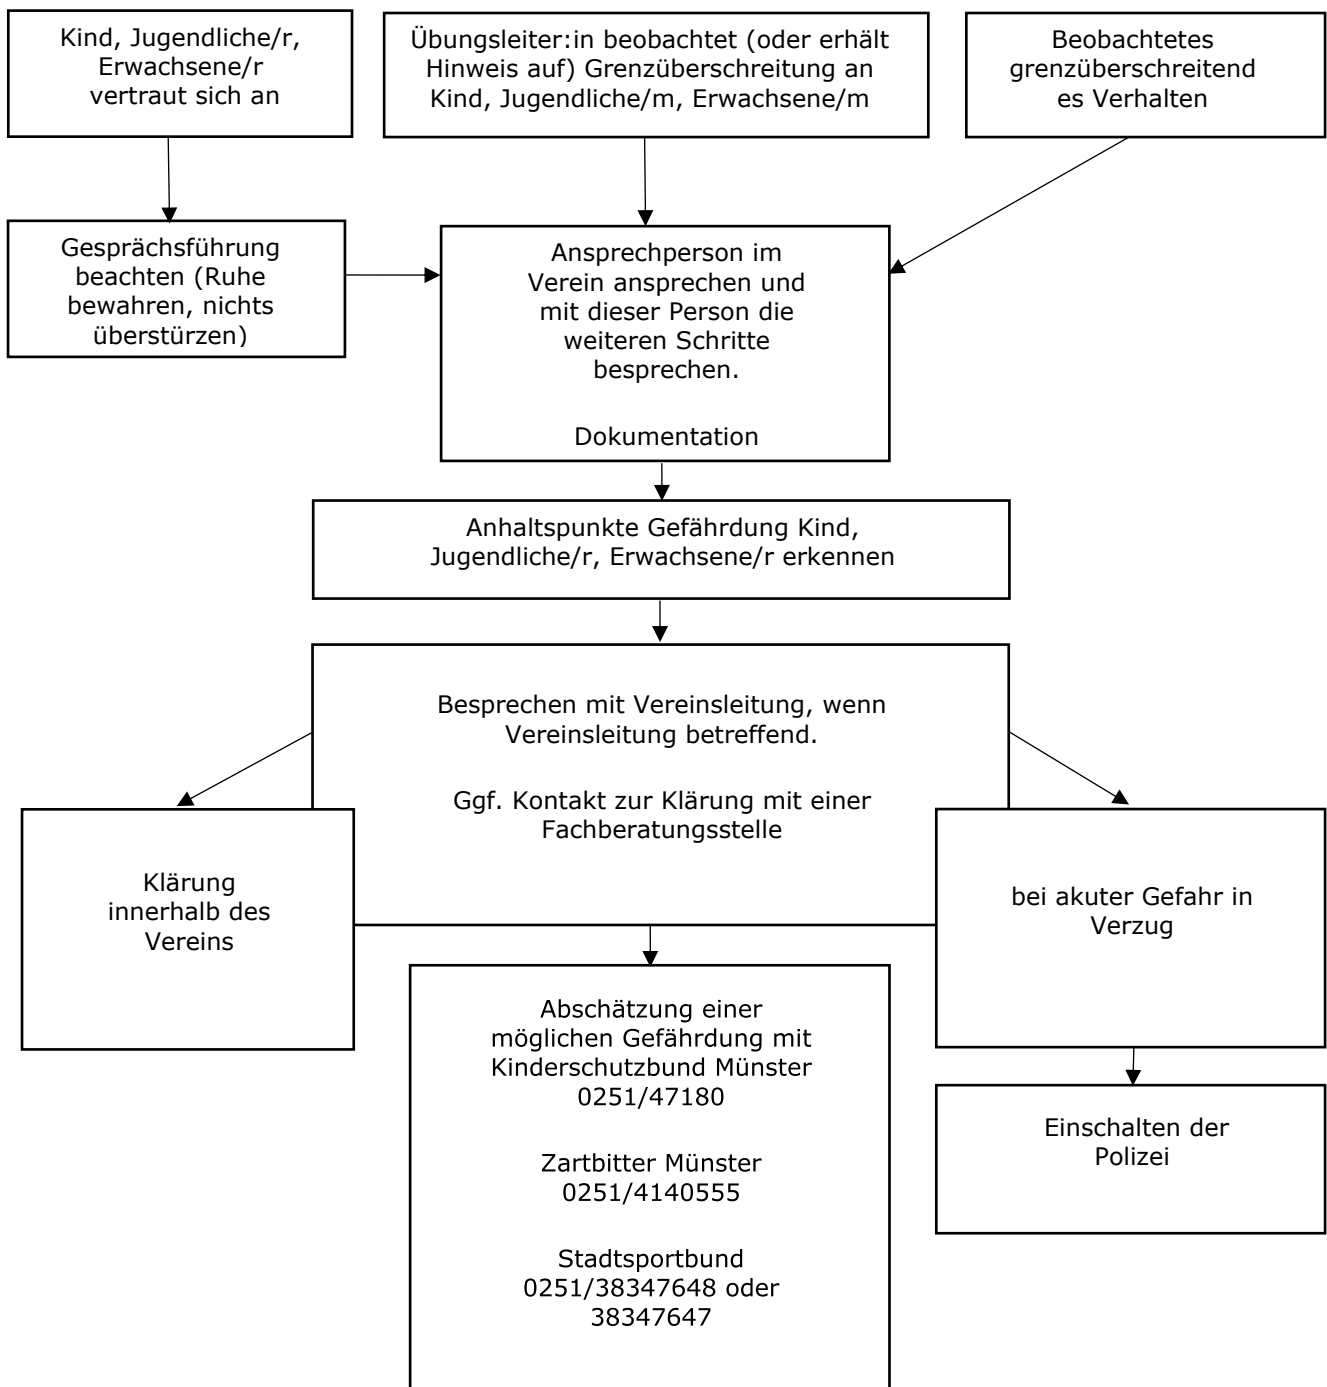 Kind, Jugendliche/r,
Erwachsene/r
vertraut sich an
Übungsleiter:in beobachtet (oder erhält
Hinweis auf) Grenzüberschreitung an
Kind, Jugendliche/m, Erwachsene/m
Beobachtetes
grenzüberschreitend
es Verhalten
Gesprächsführung
beachten (Ruhe
bewahren, nichts
überstürzen)
Ansprechperson im
Verein ansprechen und
mit dieser Person die
weiteren Schritte
besprechen.
Dokumentation
Anhaltspunkte Gefährdung Kind,
Jugendliche/r, Erwachsene/r erkennen
Besprechen mit Vereinsleitung, wenn
Vereinsleitung betreffend.
Ggf. Kontakt zur Klärung mit einer
Fachberatungsstelle
Klärung
innerhalb des
Vereins
bei akuter Gefahr in
Verzug
Abschätzung einer
möglichen Gefährdung mit
Kinderschutzbund Münster
0251/47180
Zartbitter Münster
0251/4140555
Stadtsportbund
0251/38347648 oder
38347647
Einschalten der
Polizei